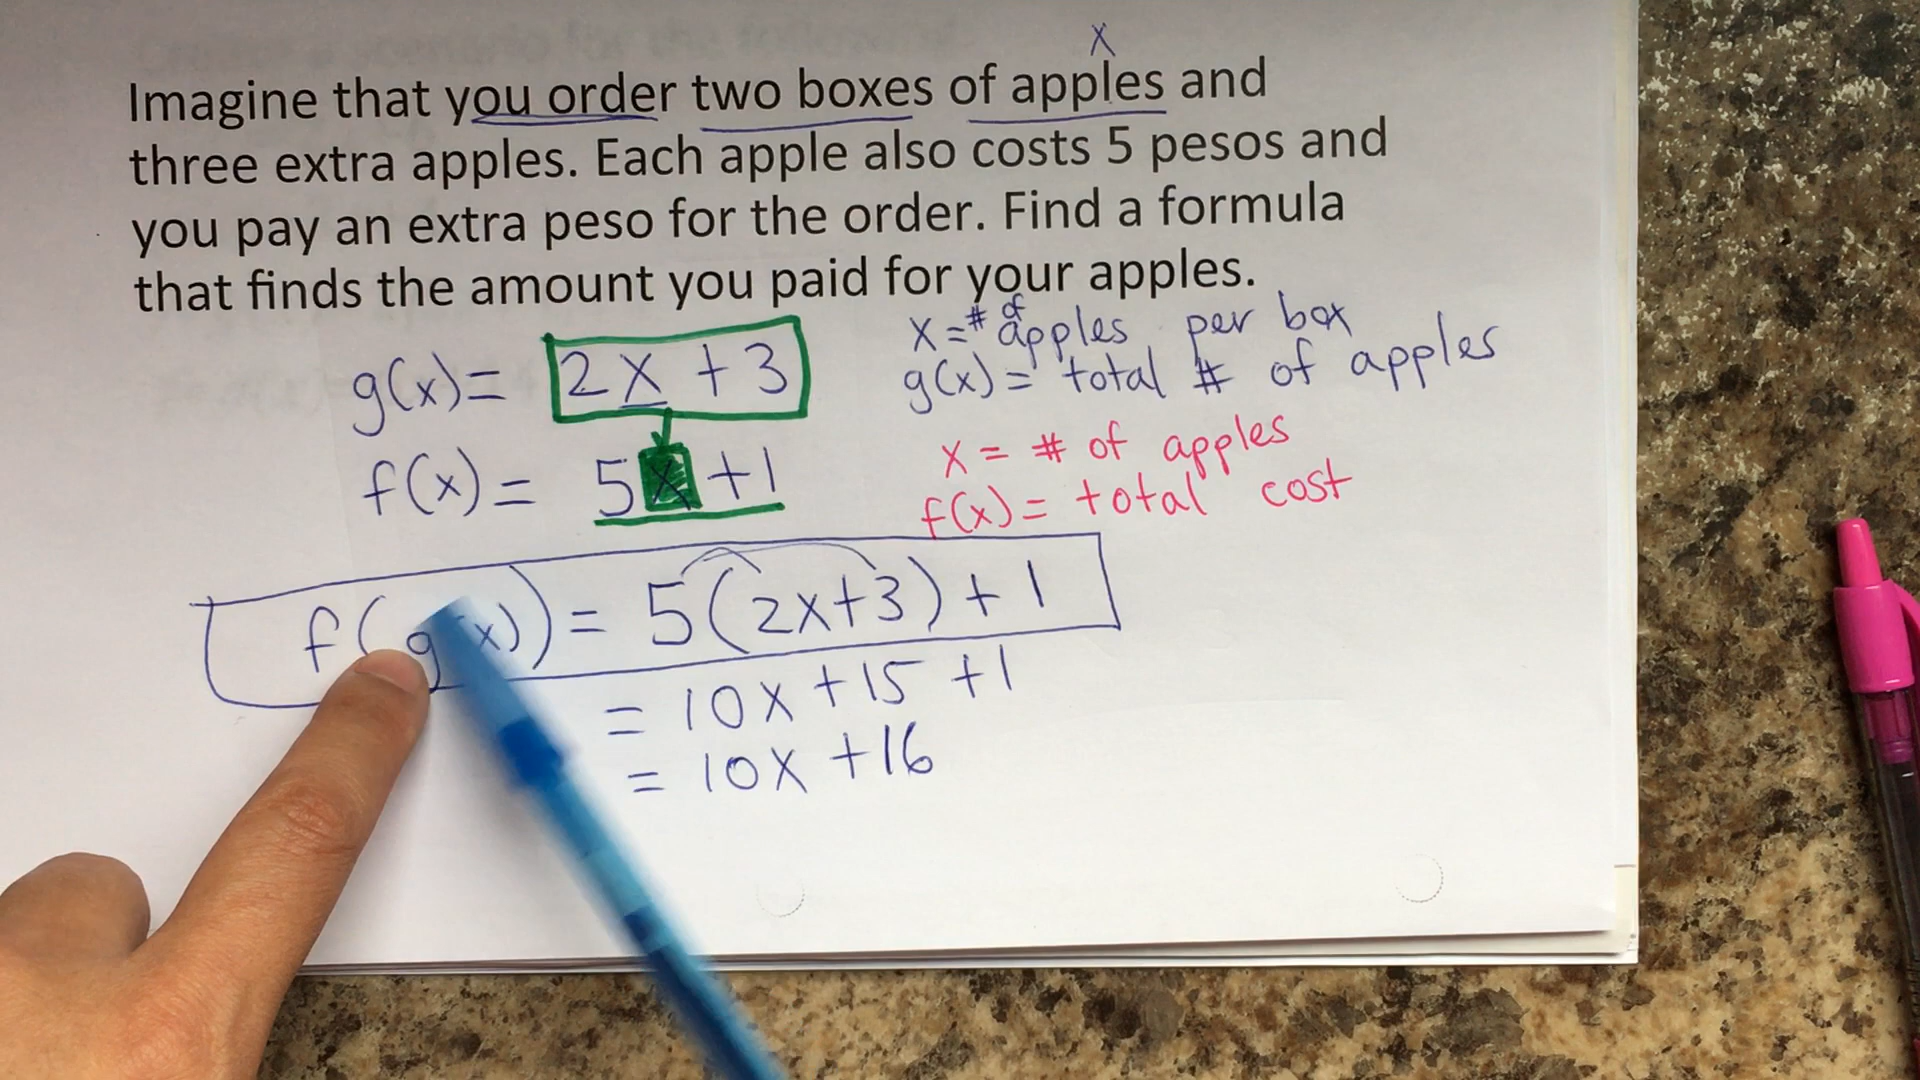 x
Imagine that you order two boxes of apples and
three extra apples. Each apple also costs 5 pesos and
you pay an extra peso for the order. Find a formula
that finds the amount you paid for your apples.
x = # of apples per box
g(x) = 2x + 3
g(x) = total # of apples
f(x) = 5x + 1
x = # of apples
f(x) = total cost
f(g(x)) = 5(2x+3) + 1
= 10x + 15 + 1
= 10x + 16